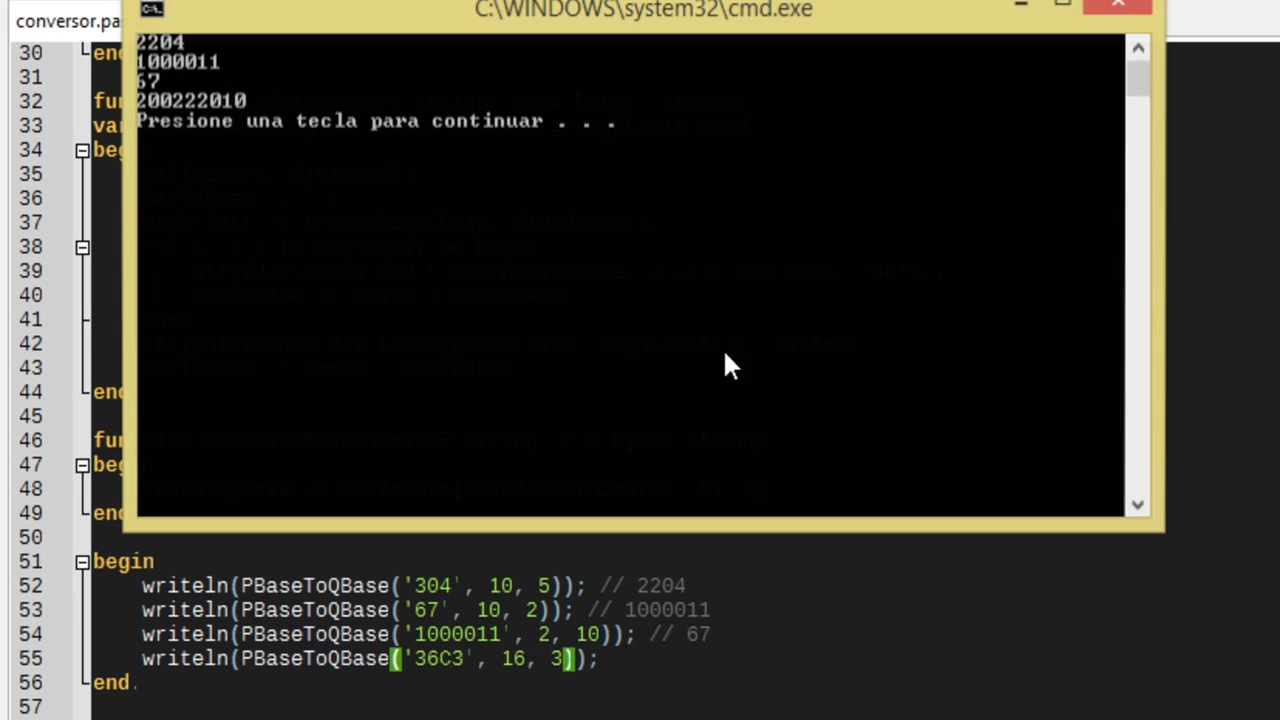 C:\WINDOWS\system32\cmd.exe
conversor.pa
2204
1000011
67
200222010
Presione una tecla para continuar . . .
30 end
31
32 fun
33 va
34 beg
35
36
37
38
39
40
41
42
43
44 end
45
46 fun
47 beg
48
49 end
50
51 begin
52 writeln(PBaseToQBase('304', 10, 5)); // 2204
53 writeln(PBaseToQBase('67', 10, 2)); // 1000011
54 writeln(PBaseToQBase('1000011', 2, 10)); // 67
55 writeln(PBaseToQBase('36C3', 16, 3));
56 end.
57